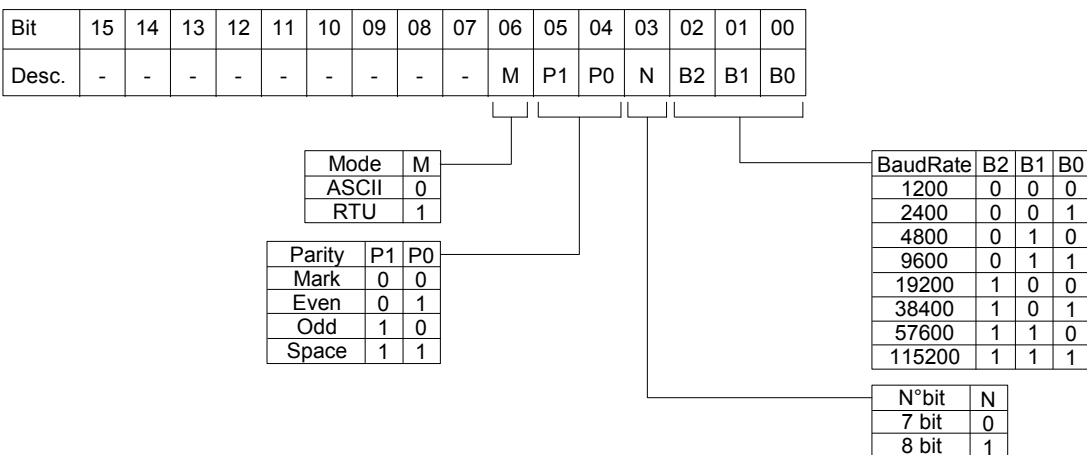 Bit 15 14 13 12 11 10 09 08 07 06 05 04 03 02 01 00
Desc. - - - - - - - - - M P1 P0 N B2 B1 B0
Mode M
ASCII 0
RTU 1
Parity P1 P0
Mark 0 0
Even 0 1
Odd 1 0
Space 1 1
BaudRate B2 B1 B0
1200 0 0 0
2400 0 0 1
4800 0 1 0
9600 0 1 1
19200 1 0 0
38400 1 0 1
57600 1 1 0
115200 1 1 1
N°bit N
7 bit 0
8 bit 1